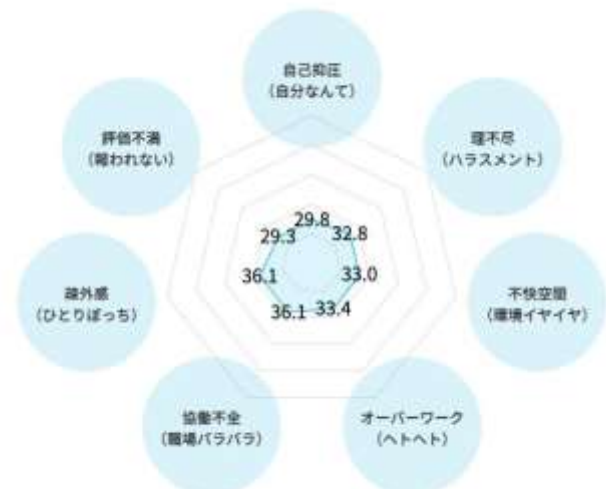 自己抑圧
（自分なんて）
評価不満
（報われない）
理不尽
（ハラスメント）
29.8
29.3
32.8
36.1
33.0
36.1
33.4
疎外感
（ひとりぼっち）
不快空間
（環境イヤイヤ）
協働不全
（職場バラバラ）
オーバーワーク
（ヘトヘト）